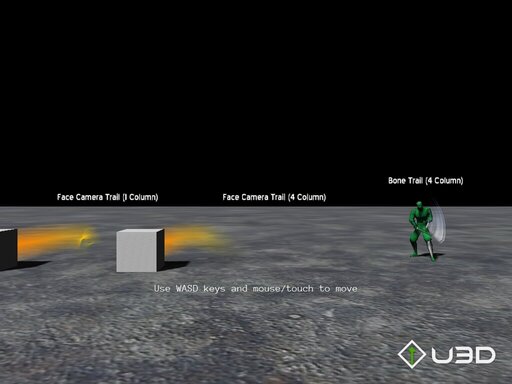 Bone Trail (4 Column)
Face Camera Trail (1 Column)
Face Camera Trail (4 Column)
Use WASD keys and mouse/touch to move
U3D